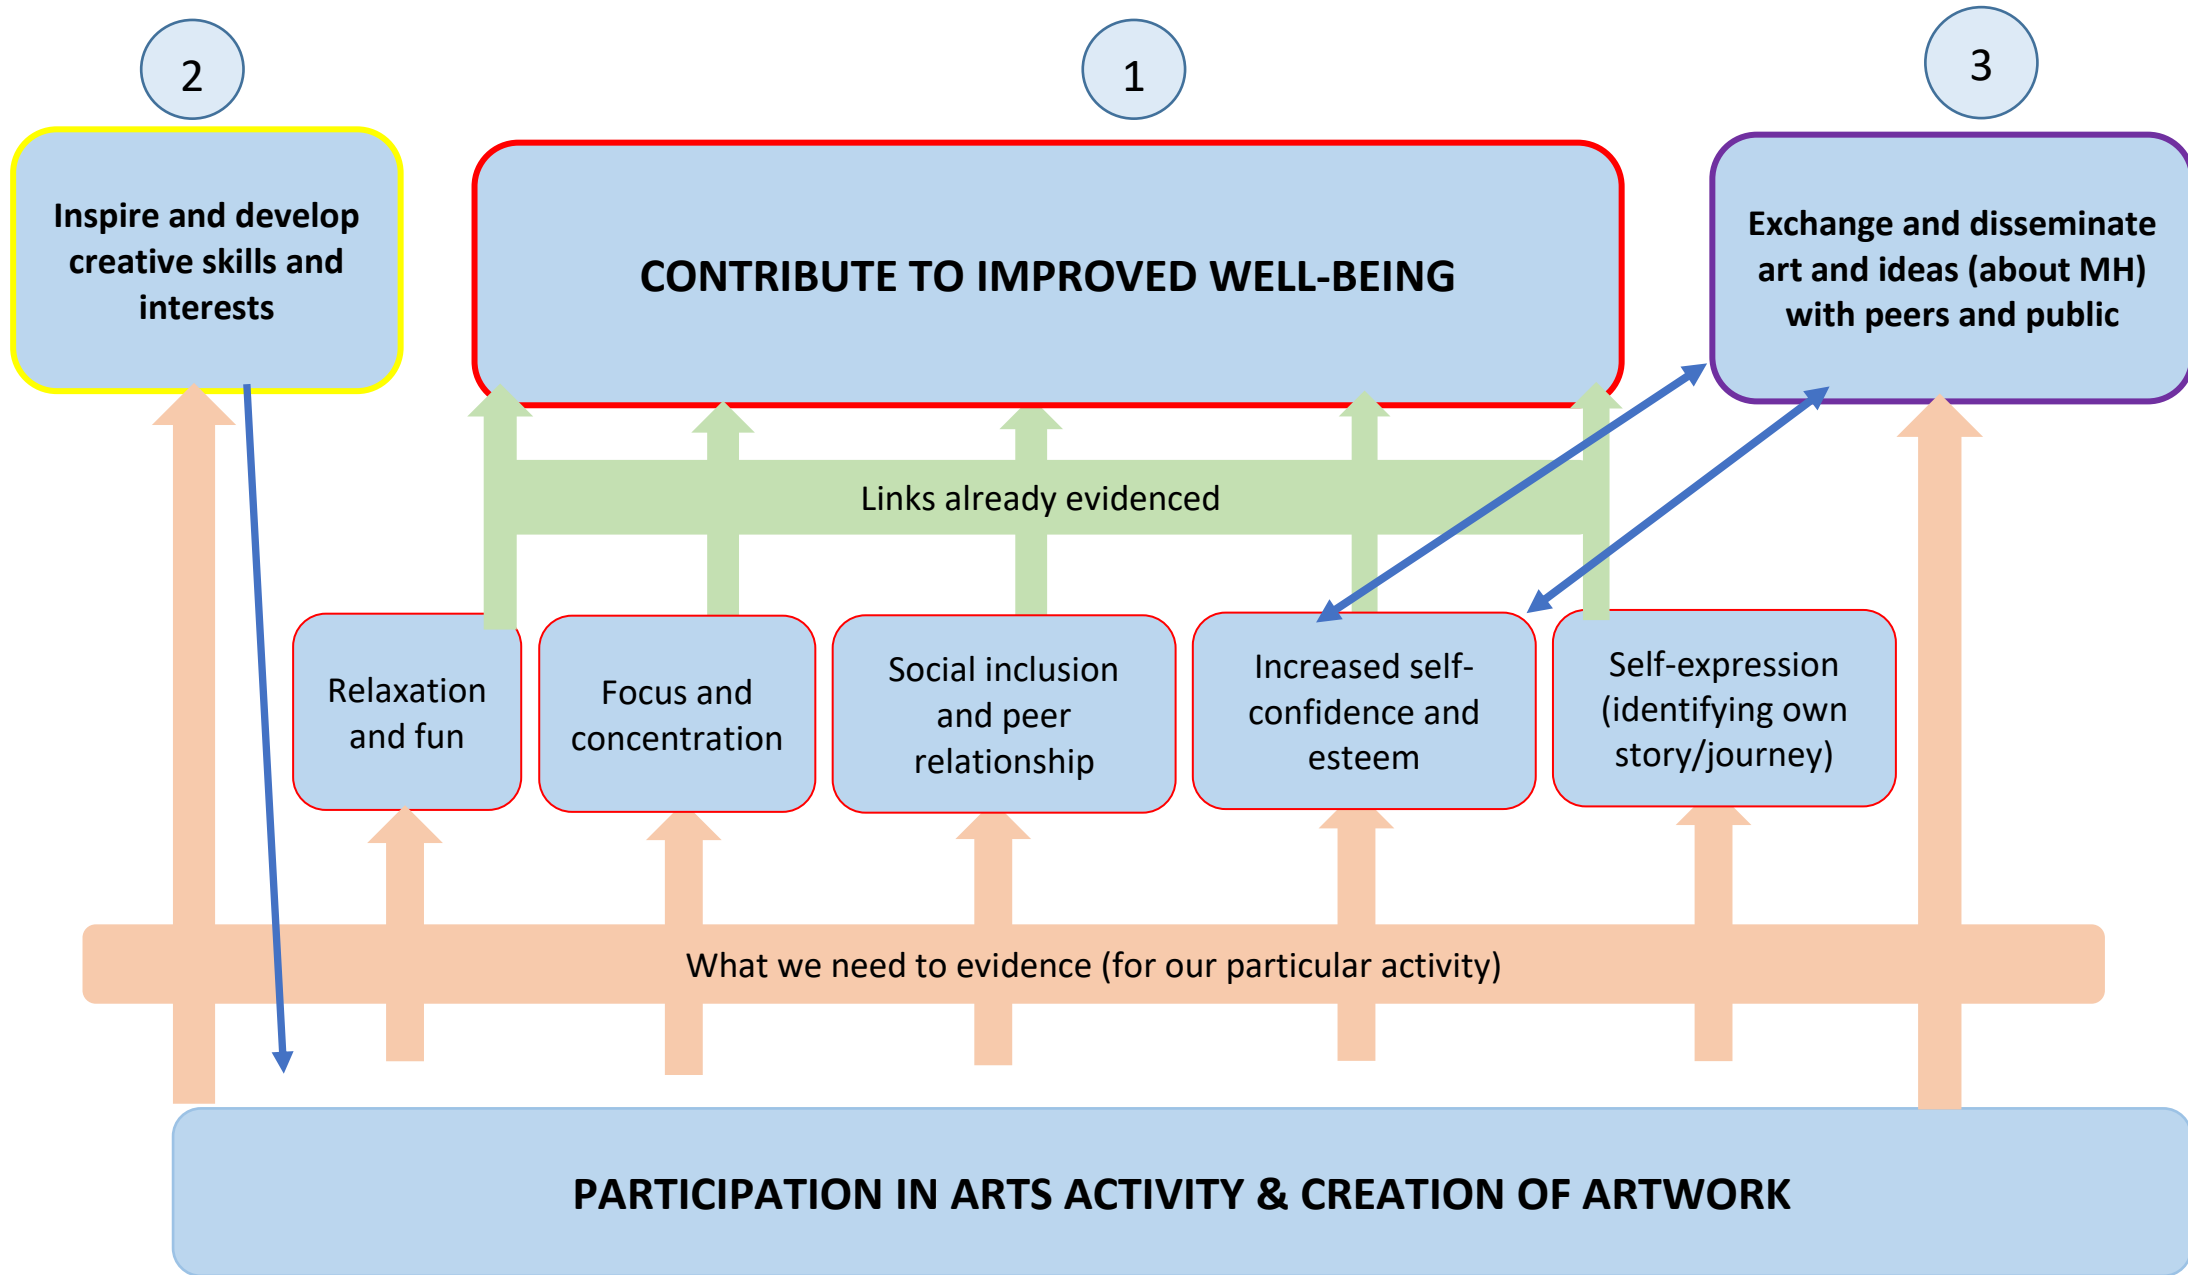 2
1
3
Inspire and develop
creative skills and
interests
CONTRIBUTE TO IMPROVED WELL-BEING
Exchange and disseminate
art and ideas (about MH)
with peers and public
Links already evidenced
Relaxation
and fun
Focus and
concentration
Social inclusion
and peer
relationship
Increased self-
confidence and
esteem
Self-expression
(identifying own
story/journey)
What we need to evidence (for our particular activity)
PARTICIPATION IN ARTS ACTIVITY & CREATION OF ARTWORK